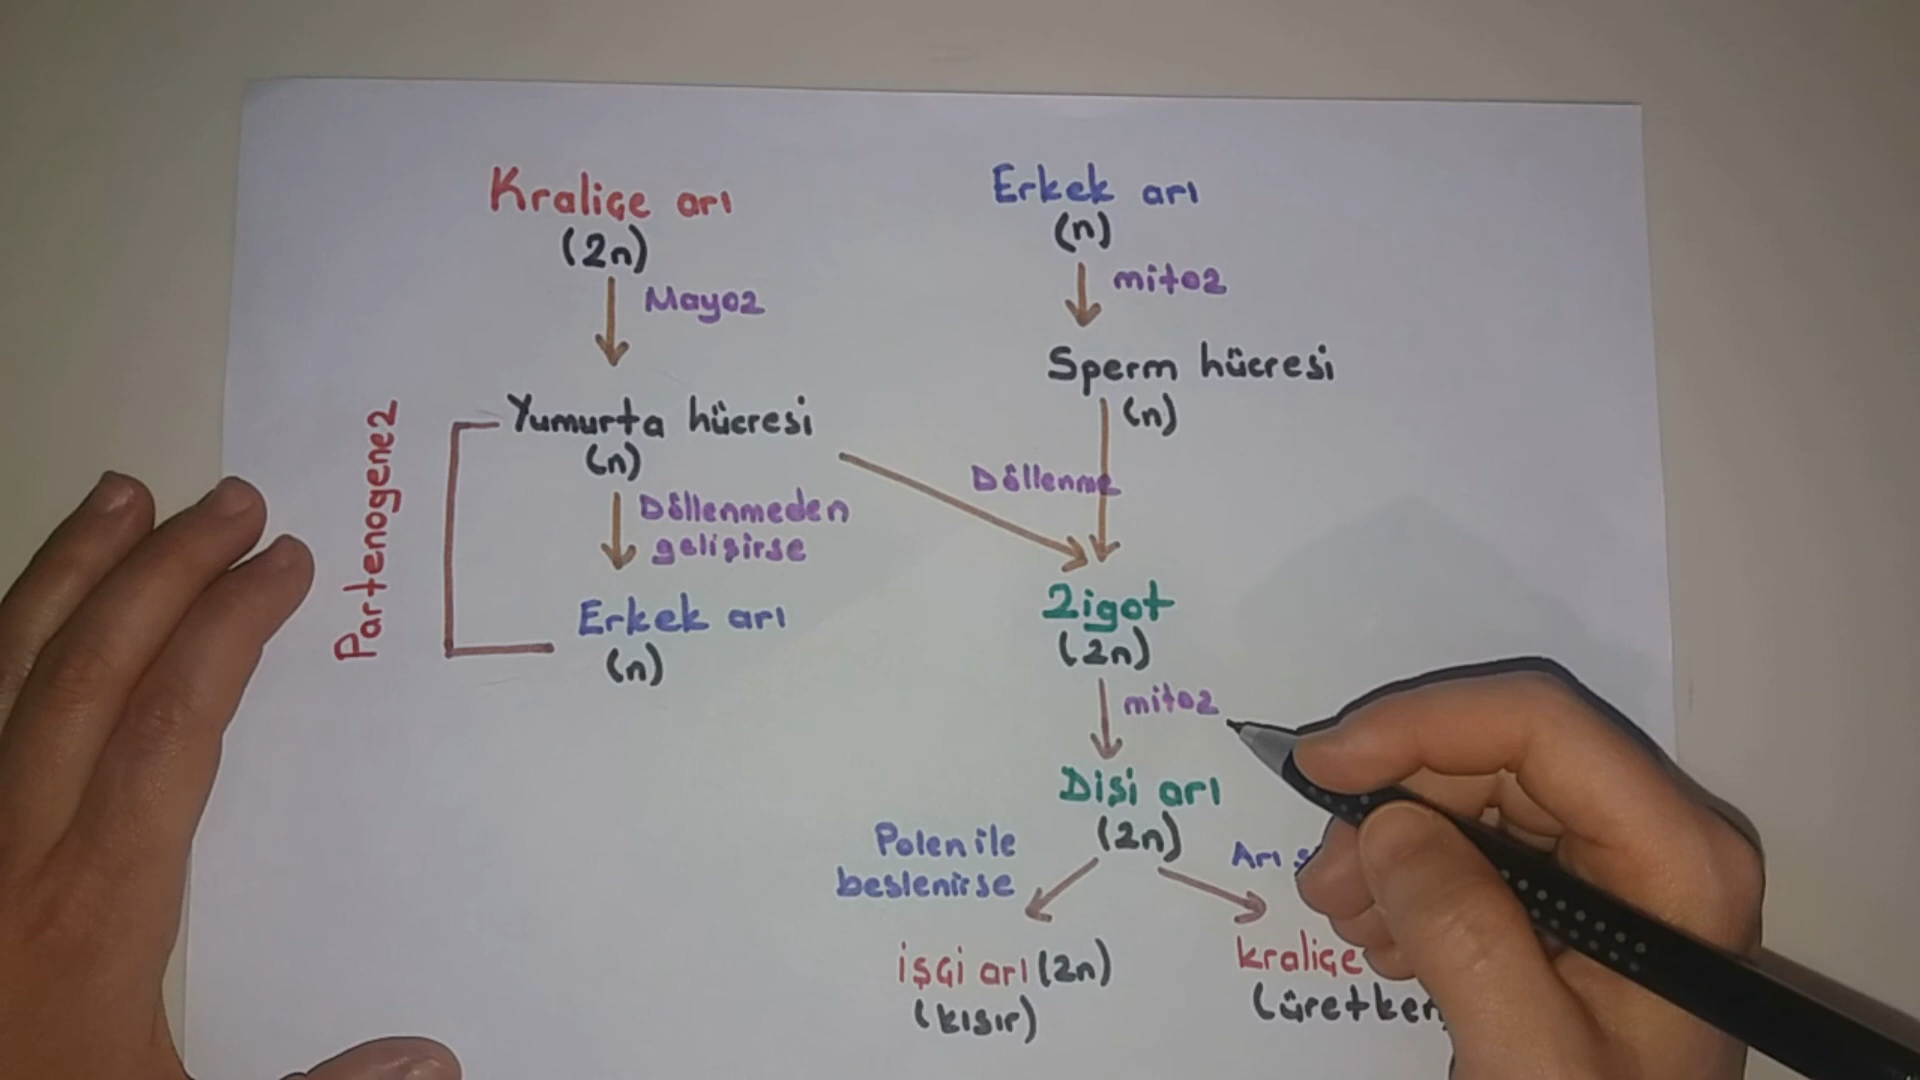 Kraliçe arı
(2n)
Mayoz
Yumurta hücresi
(n)
Döllenmeden
gelişirse
Erkek arı
(n)
Partenogenez
Erkek arı
(n)
mitoz
Sperm hücresi
(n)
Döllenme
Zigot
(2n)
mitoz
Dişi arı
(2n)
Polen ile
beslenirse
işçi arı (2n)
(kısır)
Arı
kraliçe
(üretken